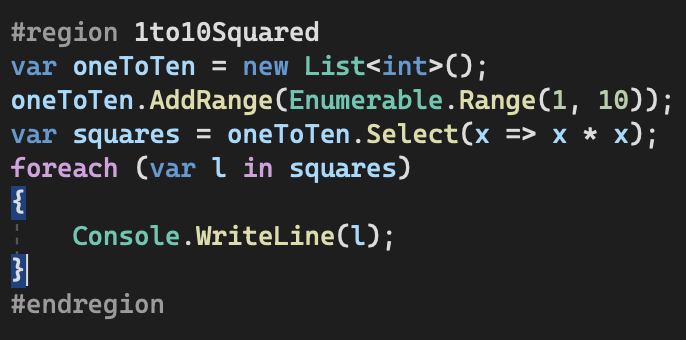 #region 1to10Squared
var oneToTen = new List<int>();
oneToTen.AddRange(Enumerable.Range(1, 10));
var squares = oneToTen.Select(x => x * x);
foreach (var l in squares)
{
    Console.WriteLine(l);
}
#endregion